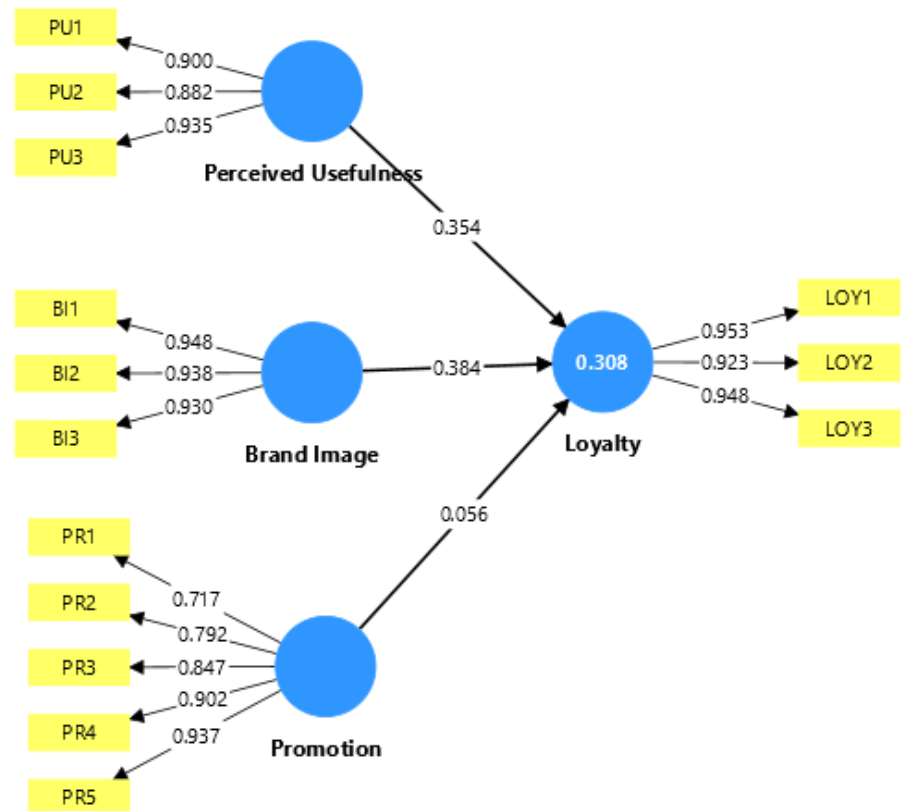 PU1
0.900
PU2
0.882
PU3
0.935
Perceived Usefulness
0.354
BI1
0.948
BI2
0.938
BI3
0.930
Brand Image
0.384
PR1
0.717
PR2
0.792
PR3
0.847
PR4
0.902
PR5
0.937
Promotion
0.056
0.308
Loyalty
LOY1
0.953
LOY2
0.923
LOY3
0.948